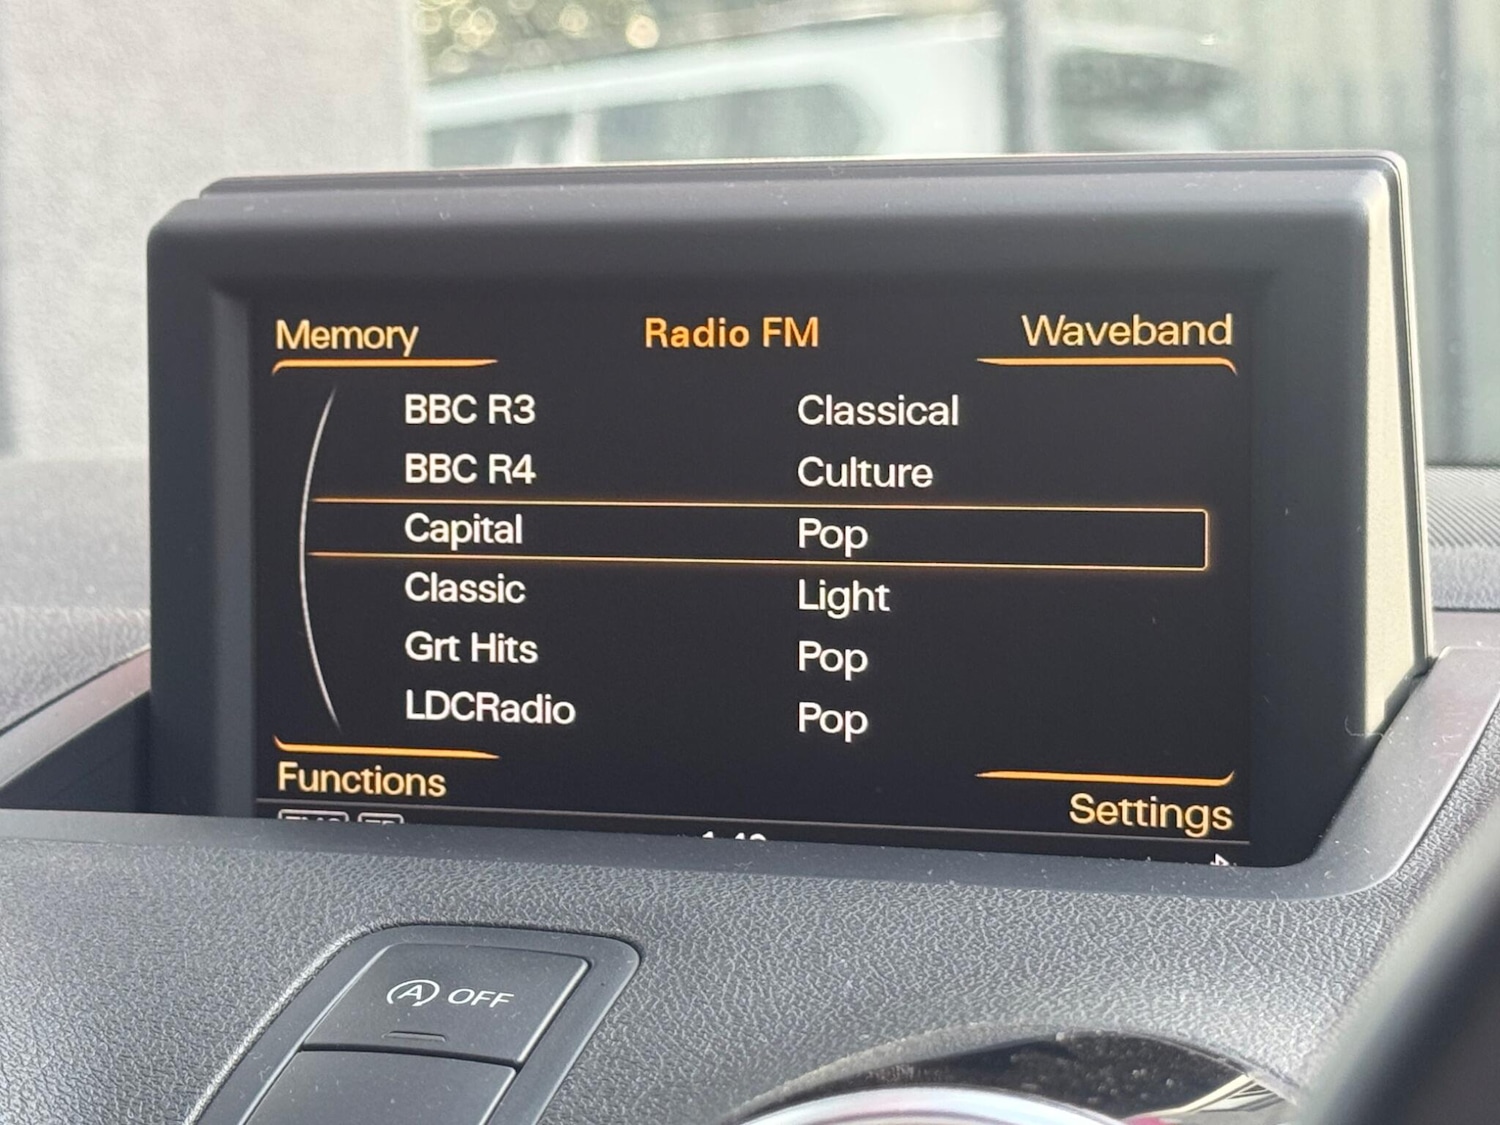 Memory Radio FM Waveband
BBC R3 Classical
BBC R4 Culture
Capital Pop
Classic Light
Grt Hits Pop
LDCRadio Pop
Functions Settings
A OFF